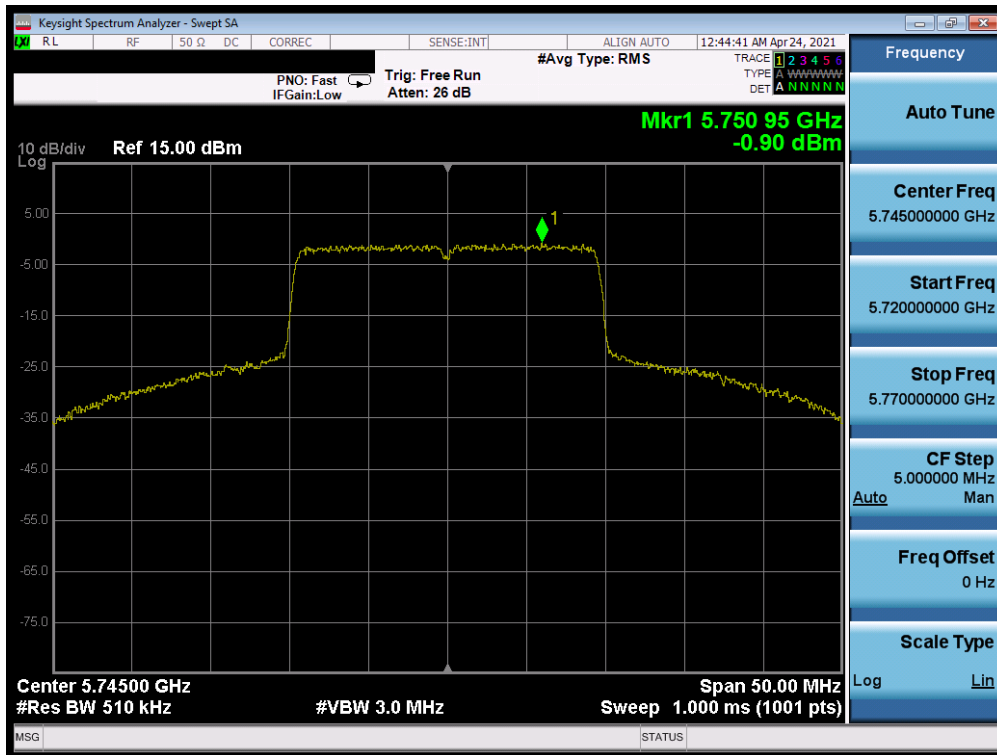 Keysight Spectrum Analyzer - Swept SA
LXI RL RF 50 Ω DC CORREC SENSE:INT ALIGN AUTO 12:44:41 AM Apr 24, 2021
#Avg Type: RMS TRACE 1 2 3 4 5 6
PNO: Fast Trig: Free Run TYPE A WWWWW
IFGain:Low Atten: 26 dB DET A N N N N N
Mkr1 5.750 95 GHz
-0.90 dBm
10 dB/div Ref 15.00 dBm
Log
1
5.00
-5.00
-15.0
-25.0
-35.0
-45.0
-55.0
-65.0
-75.0
Center 5.74500 GHz Span 50.00 MHz
#Res BW 510 kHz #VBW 3.0 MHz Sweep 1.000 ms (1001 pts)
MSG STATUS
Frequency
Auto Tune
Center Freq
5.745000000 GHz
Start Freq
5.720000000 GHz
Stop Freq
5.770000000 GHz
CF Step
5.000000 MHz
Auto Man
Freq Offset
0 Hz
Scale Type
Log Lin